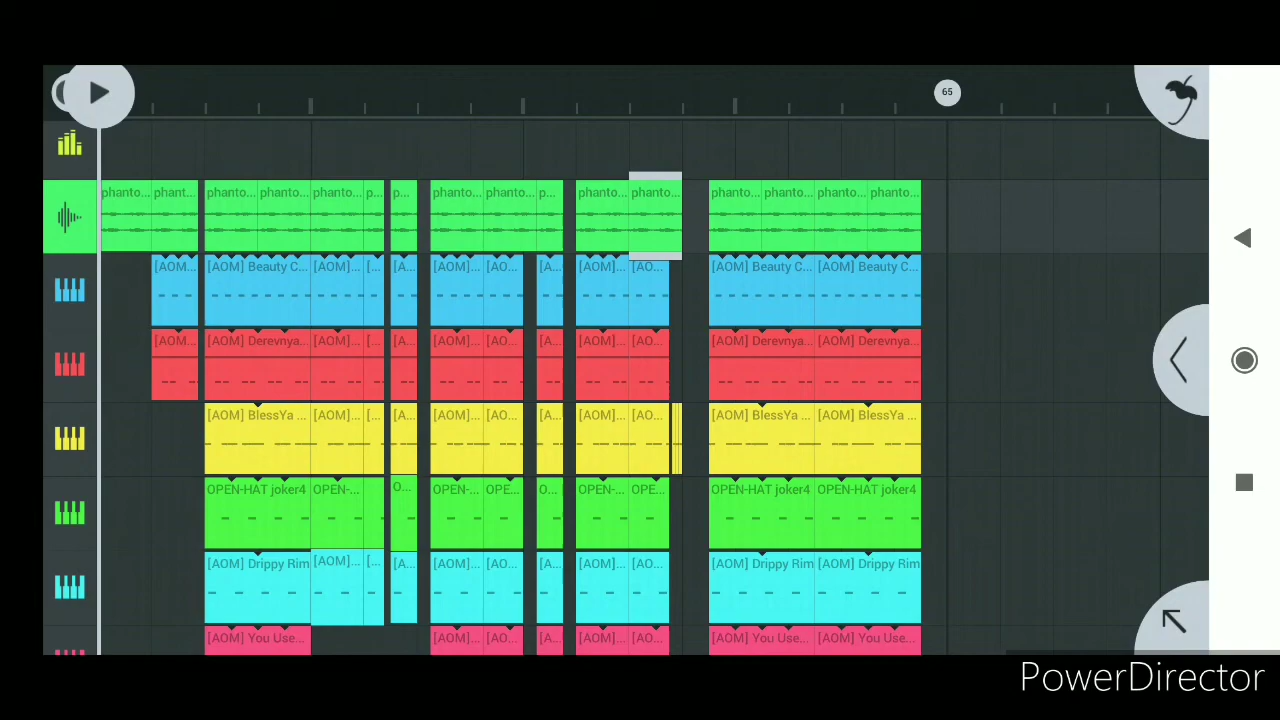 65
phanto... phant... phanto... phanto... phanto... p... p... phanto... phanto... p... phanto... phanto... phanto... phanto... phanto... phanto...
[AOM... [AOM] Beauty C... [AOM]... [... [A... [AOM]... [AO... [A... [AOM]... [AO... [AOM] Beauty C... [AOM] Beauty C...
[AOM... [AOM] Derevnya... [AOM]... [... [A... [AOM]... [AO... [A... [AOM]... [AO... [AOM] Derevnya... [AOM] Derevnya...
[AOM] BlessYa ... [AOM]... [... [A... [AOM]... [AO... [A... [AOM]... [AO... [AOM] BlessYa ... [AOM] BlessYa ...
OPEN-HAT joker4 OPEN-... O... OPEN-... OPE... O... OPEN-... OPE... OPEN-HAT joker4 OPEN-HAT joker4
[AOM] Drippy Rim [AOM]... [... [A... [AOM]... [AO... [A... [AOM]... [AO... [AOM] Drippy Rim [AOM] Drippy Rim
[AOM] You Use... [AOM]... [AO... [A... [AOM]... [AO... [AOM] You Use... [AOM] You Use...
PowerDirector